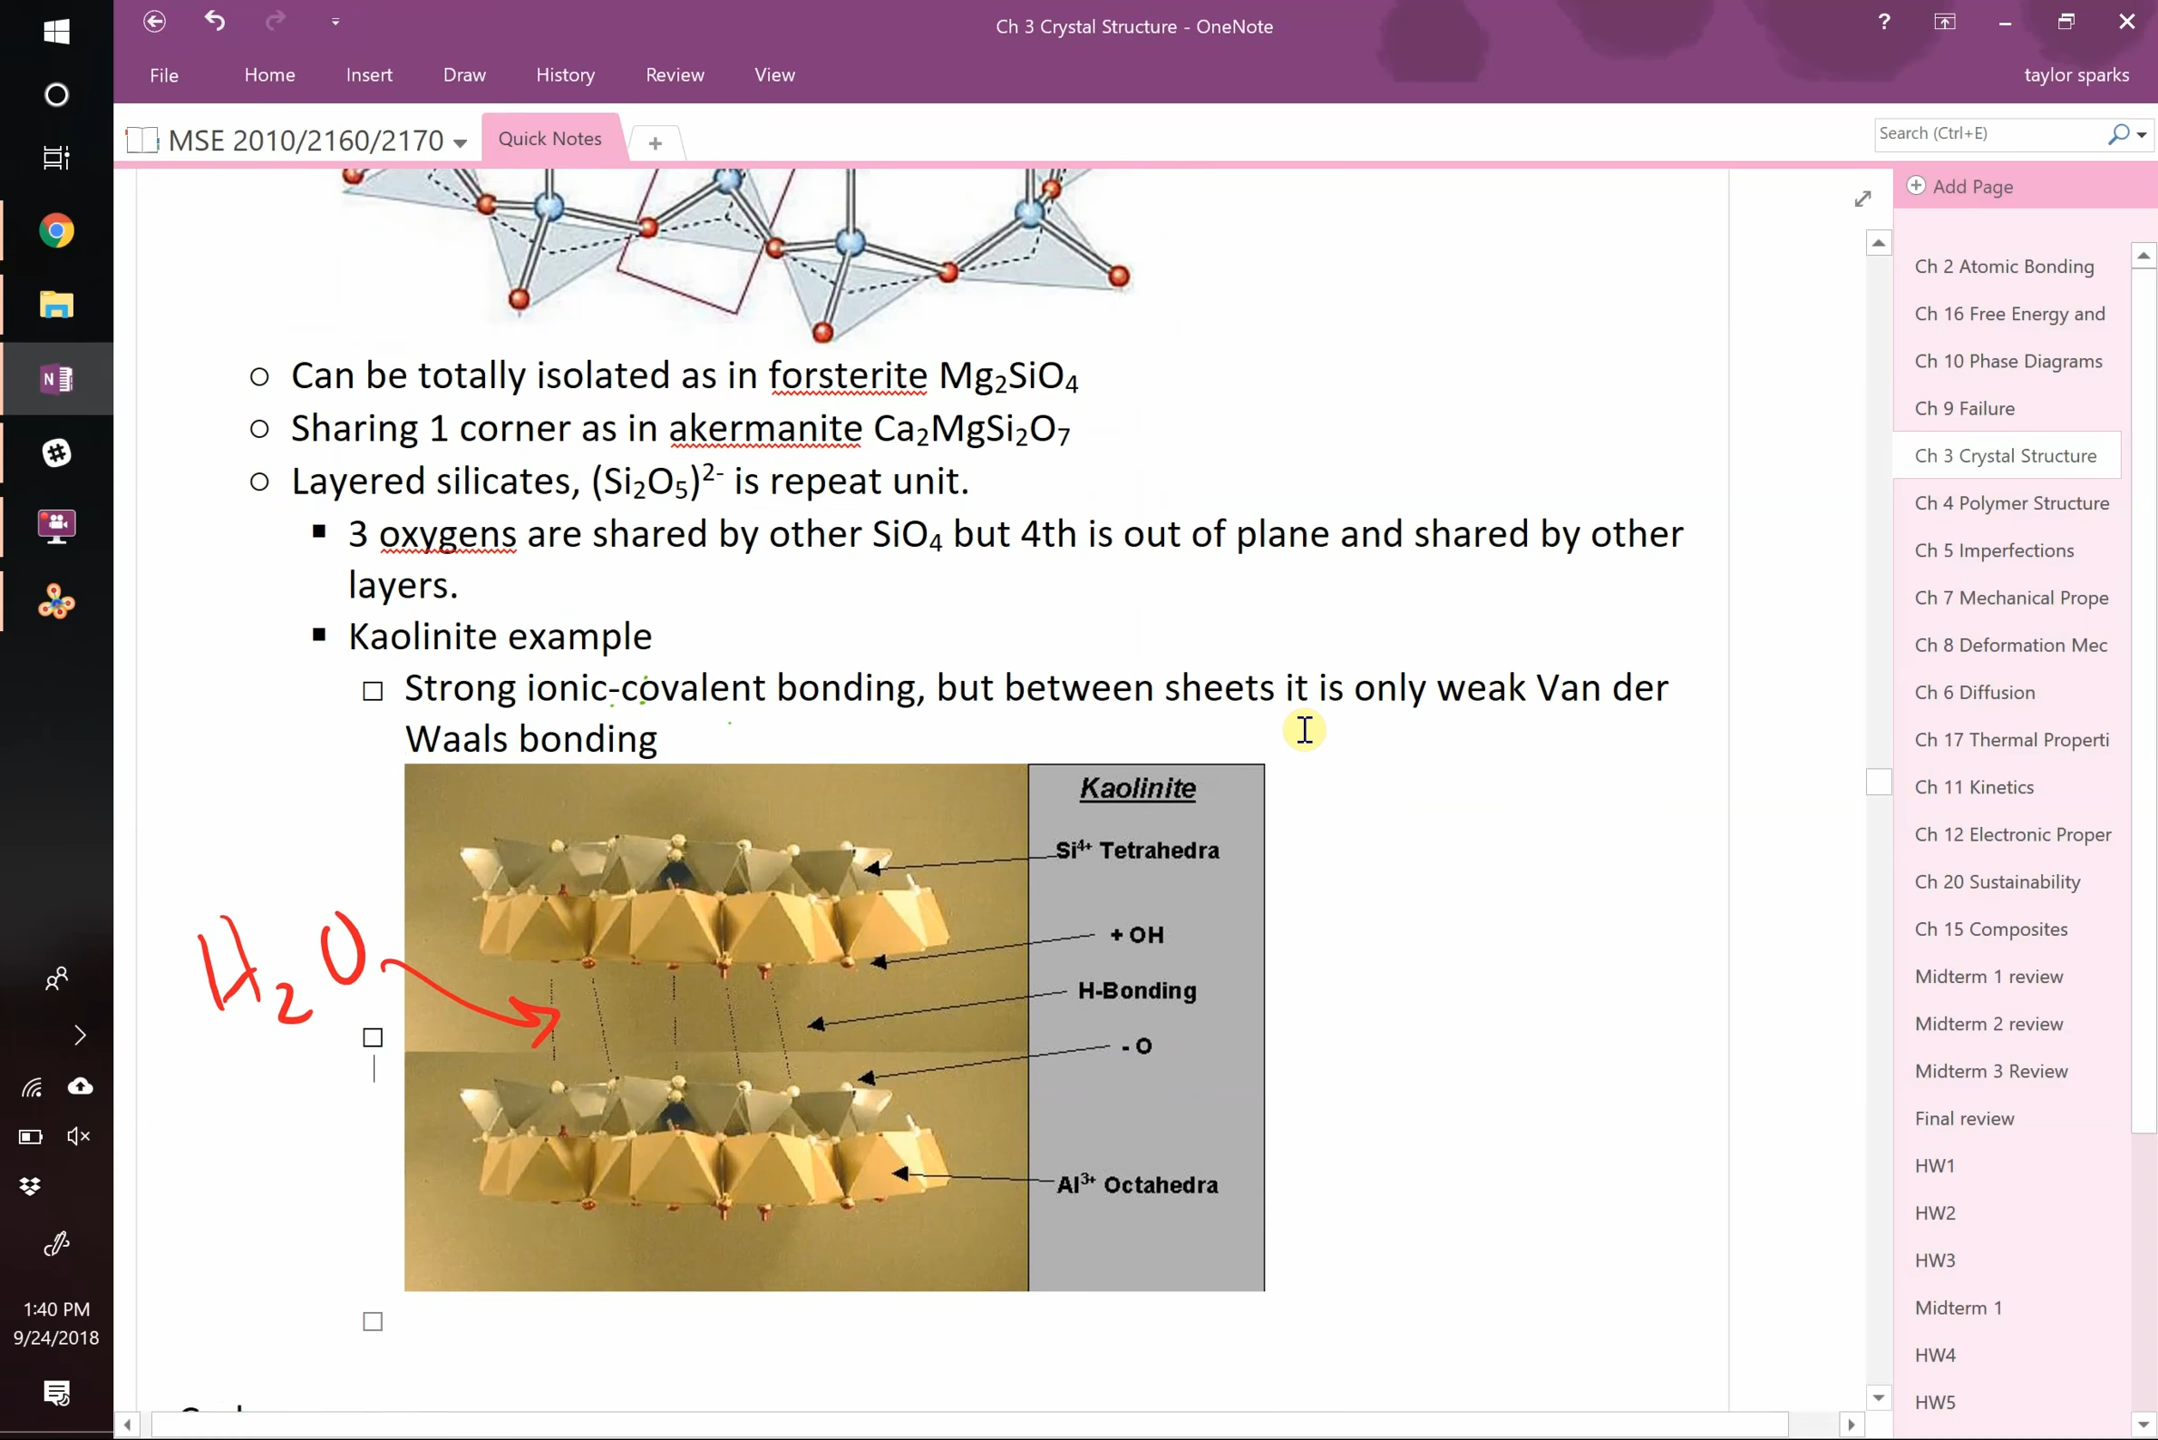 Ch 3 Crystal Structure - OneNote
?
File Home Insert Draw History Review View
taylor sparks
MSE 2010/2160/2170
Quick Notes
+
Search (Ctrl+E)
Add Page
Ch 2 Atomic Bonding
Ch 16 Free Energy and
Ch 10 Phase Diagrams
Ch 9 Failure
Ch 3 Crystal Structure
Ch 4 Polymer Structure
Ch 5 Imperfections
Ch 7 Mechanical Prope
Ch 8 Deformation Mec
Ch 6 Diffusion
Ch 17 Thermal Properti
Ch 11 Kinetics
Ch 12 Electronic Proper
Ch 20 Sustainability
Ch 15 Composites
Midterm 1 review
Midterm 2 review
Midterm 3 Review
Final review
HW1
HW2
HW3
Midterm 1
HW4
HW5
Can be totally isolated as in forsterite Mg₂SiO₄
Sharing 1 corner as in akermanite Ca₂MgSi₂O₇
Layered silicates, (Si₂O₅)²⁻ is repeat unit.
3 oxygens are shared by other SiO₄ but 4th is out of plane and shared by other
layers.
Kaolinite example
Strong ionic-covalent bonding, but between sheets it is only weak Van der
Waals bonding
Kaolinite
Si⁴⁺ Tetrahedra
+ OH
H-Bonding
- O
Al³⁺ Octahedra
H₂O
N
1:40 PM
9/24/2018